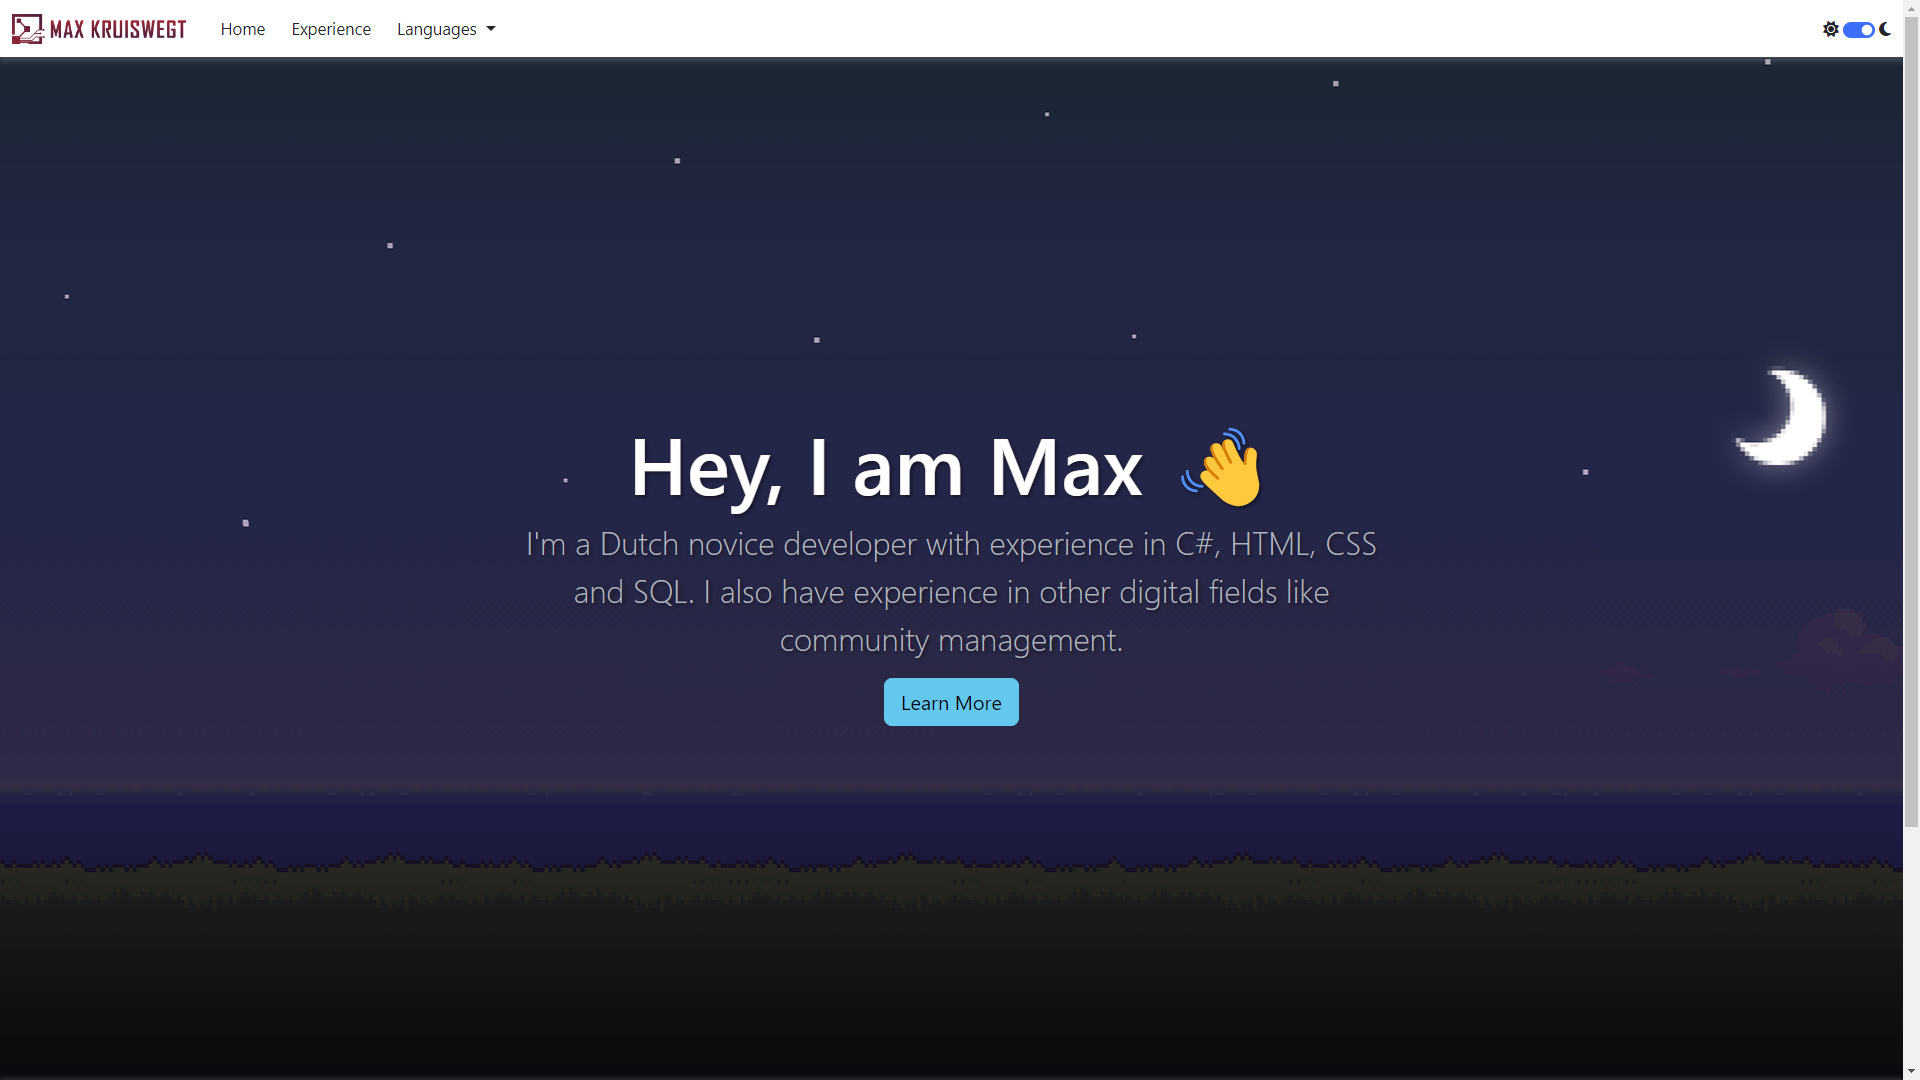 MAX KRUISWEGT
Home
Experience
Languages
Hey, I am Max
I'm a Dutch novice developer with experience in C#, HTML, CSS
and SQL. I also have experience in other digital fields like
community management.
Learn More